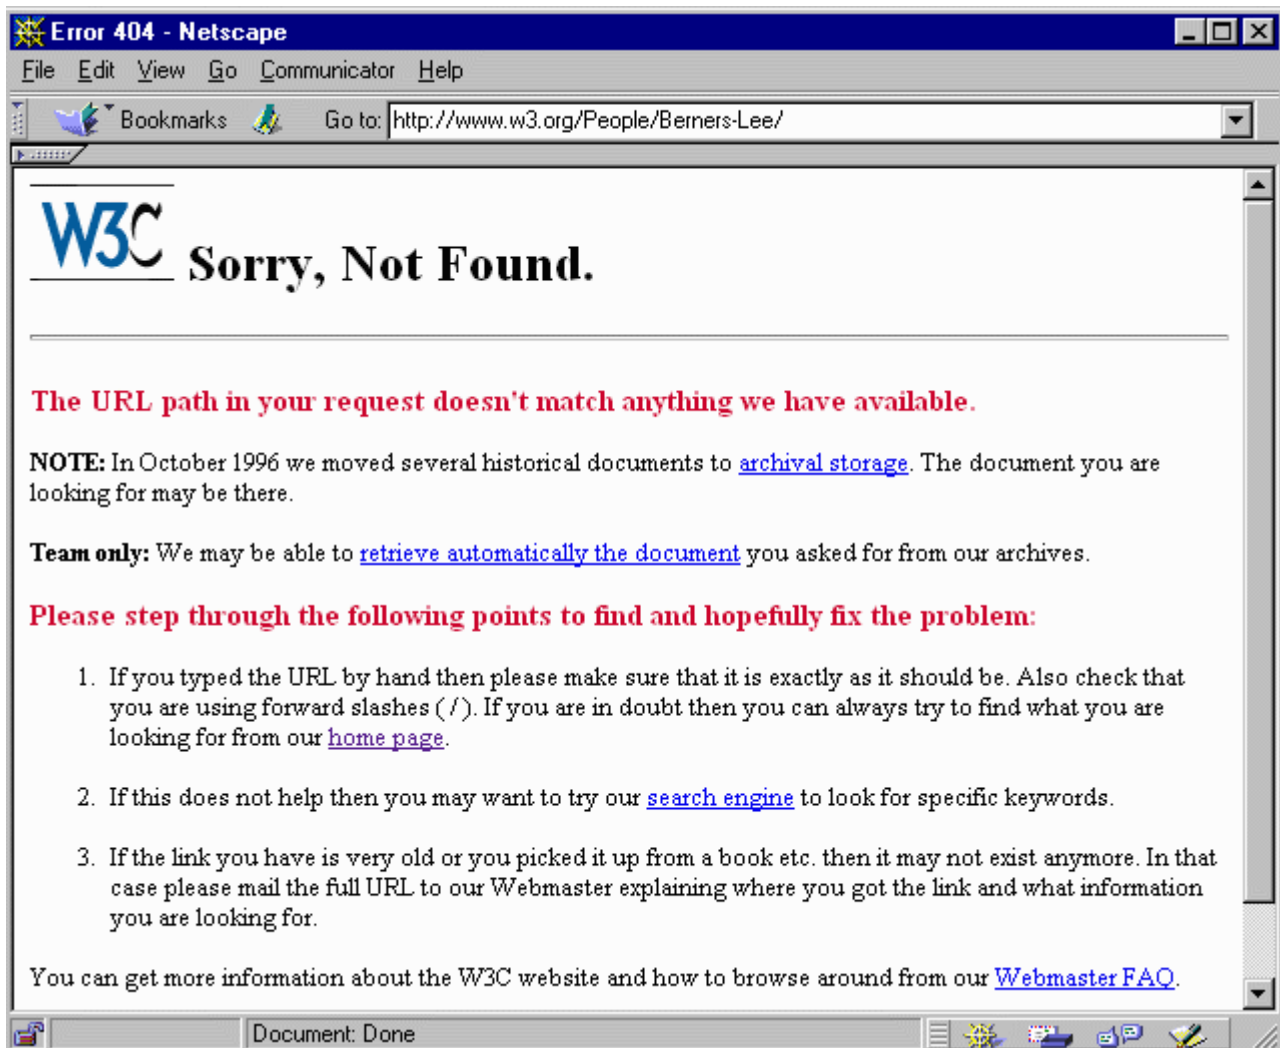 Error 404 - Netscape
File Edit View Go Communicator Help
Bookmarks Go to: http://www.w3.org/People/Berners-Lee/
W3C Sorry, Not Found.
The URL path in your request doesn't match anything we have available.
NOTE: In October 1996 we moved several historical documents to archival storage. The document you are
looking for may be there.
Team only: We may be able to retrieve automatically the document you asked for from our archives.
Please step through the following points to find and hopefully fix the problem:
1. If you typed the URL by hand then please make sure that it is exactly as it should be. Also check that
you are using forward slashes ( / ). If you are in doubt then you can always try to find what you are
looking for from our home page.
2. If this does not help then you may want to try our search engine to look for specific keywords.
3. If the link you have is very old or you picked it up from a book etc. then it may not exist anymore. In that
case please mail the full URL to our Webmaster explaining where you got the link and what information
you are looking for.
You can get more information about the W3C website and how to browse around from our Webmaster FAQ.
Document: Done